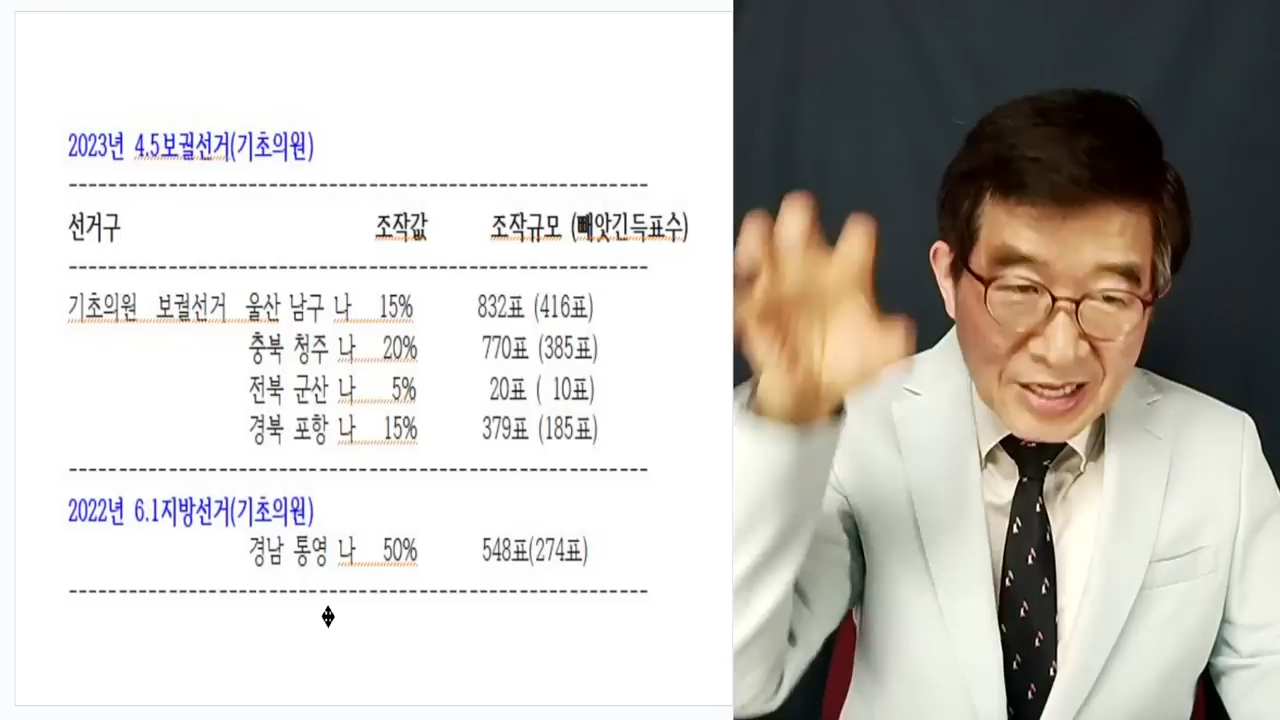 2023년 4.5보궐선거(기초의원)
선거구 조작값 조작규모 (빼앗긴득표수)
기초의원 보궐선거 울산 남구 나 15% 832표 (416표)
충북 청주 나 20% 770표 (385표)
전북 군산 나 5% 20표 ( 10표)
경북 포항 나 15% 379표 (185표)
2022년 6.1지방선거(기초의원)
경남 통영 나 50% 548표(274표)